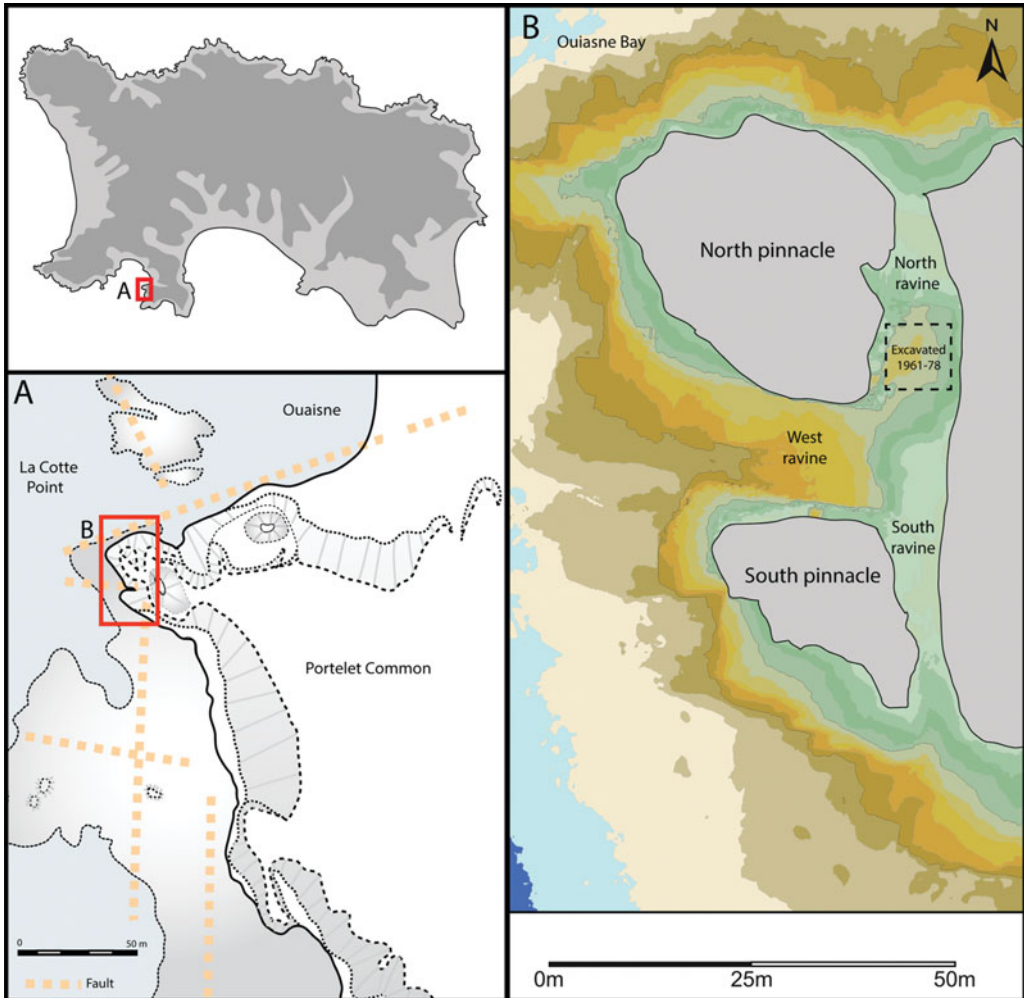 A
A
Ouaisne
La Cotte
Point
B
Portelet Common
0
50 m
Fault
B
Ouiasne Bay
N
North pinnacle
North
ravine
Excavated
1961-78
West
ravine
South
ravine
South pinnacle
0m
25m
50m